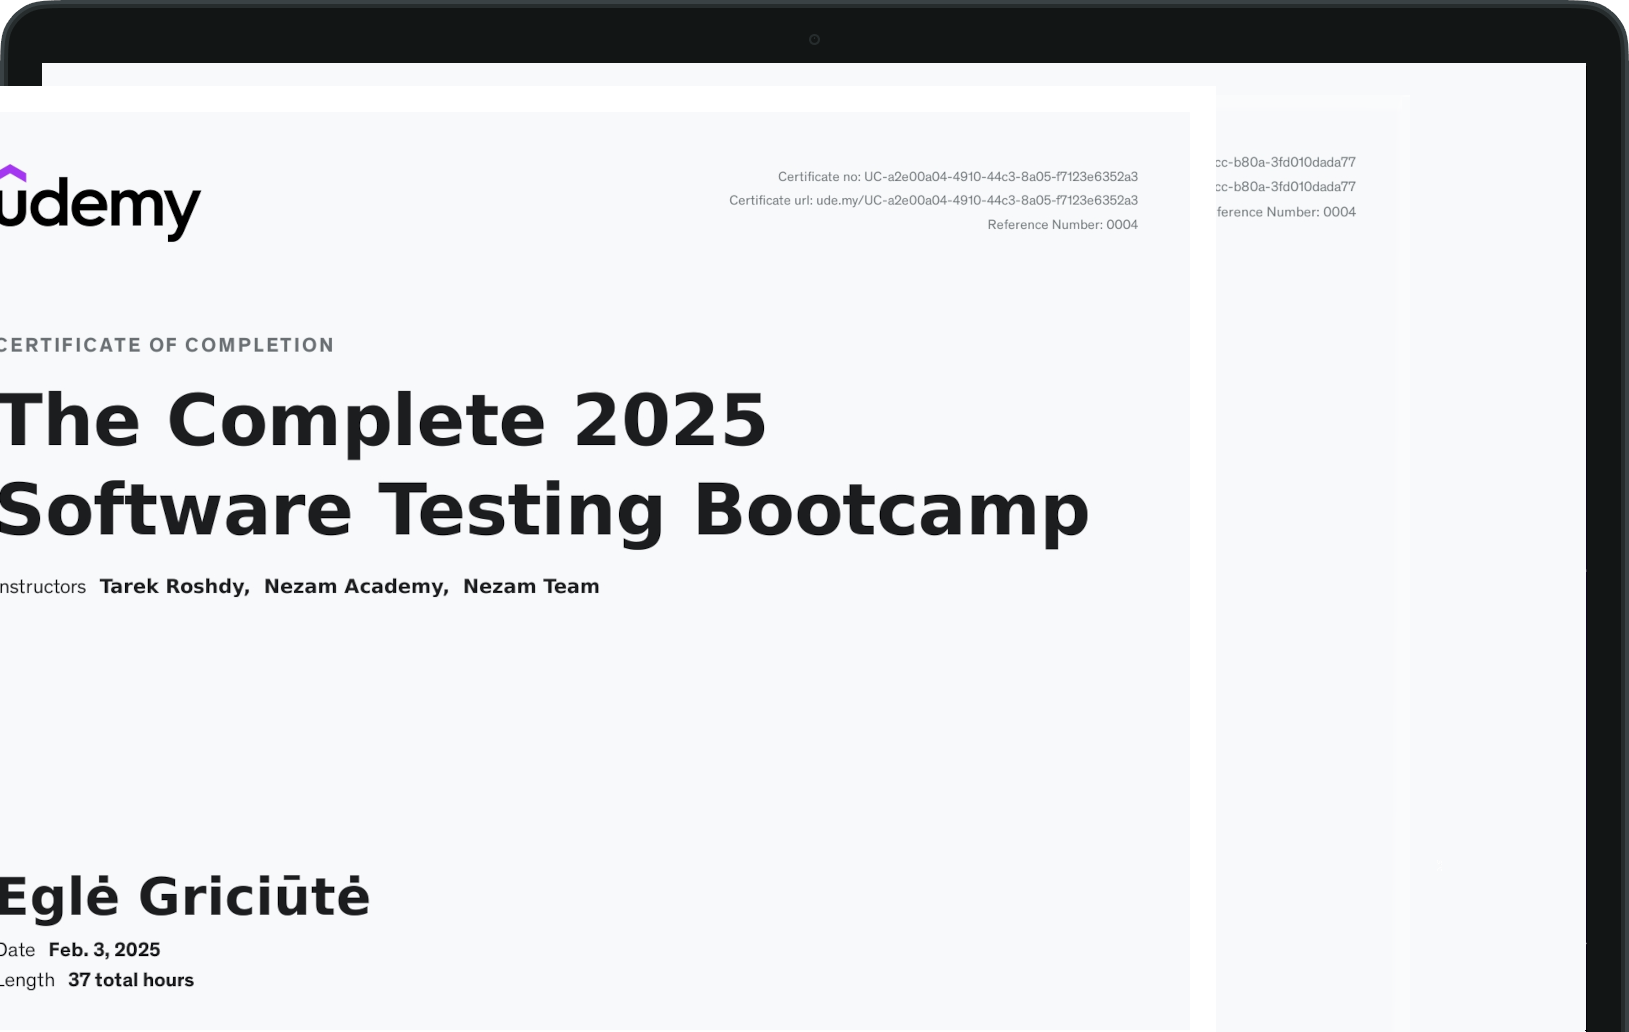 udemy
Certificate no: UC-a2e00a04-4910-44c3-8a05-f7123e6352a3
Certificate url: ude.my/UC-a2e00a04-4910-44c3-8a05-f7123e6352a3
Reference Number: 0004
cc-b80a-3fd010dada77
cc-b80a-3fd010dada77
ference Number: 0004
CERTIFICATE OF COMPLETION
The Complete 2025
Software Testing Bootcamp
nstructors Tarek Roshdy, Nezam Academy, Nezam Team
Eglė Griciūtė
Date Feb. 3, 2025
Length 37 total hours